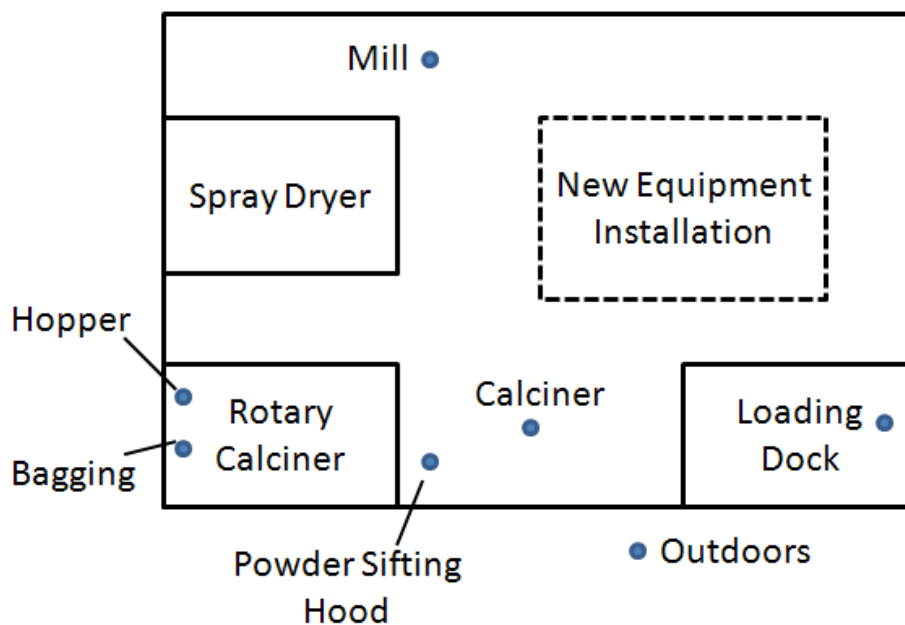 Mill
Spray Dryer
New Equipment
Installation
Hopper
Rotary
Calciner
Bagging
Calciner
Loading
Dock
Powder Sifting
Hood
Outdoors